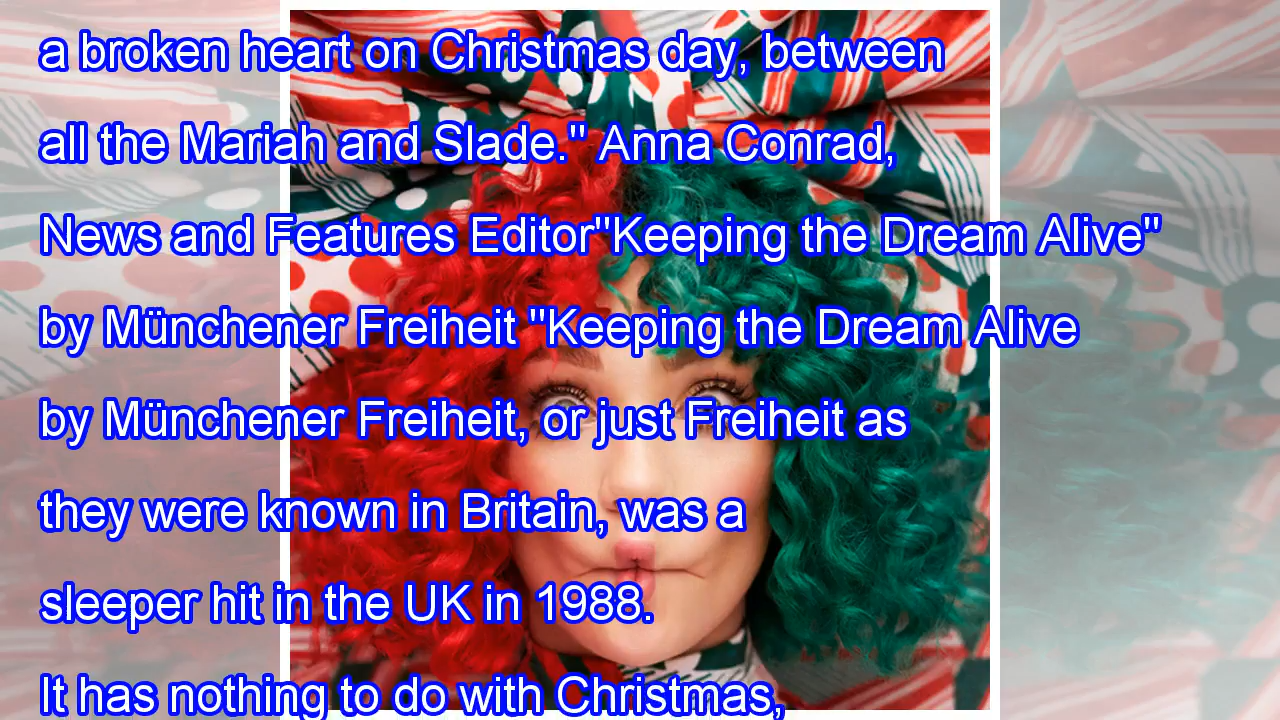 a broken heart on Christmas day, between
all the Mariah and Slade." Anna Conrad,
News and Features Editor"Keeping the Dream Alive"
by Münchener Freiheit "Keeping the Dream Alive
by Münchener Freiheit, or just Freiheit as
they were known in Britain, was a
sleeper hit in the UK in 1988.
It has nothing to do with Christmas,